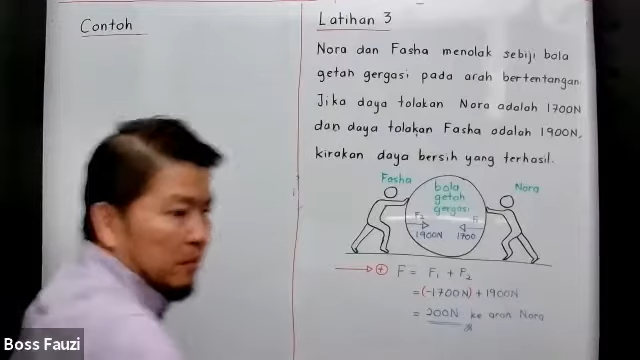 Contoh
Latihan 3
Nora dan Fasha menolak sebiji bola
getah gergasi pada arah bertentangan
Jika daya tolakan Nora adalah 1700N
dan daya tolakan Fasha adalah 1900N,
kirakan daya bersih yang terhasil.
Fasha
bola
getah
gergasi
Nora
F₂
F₁
1900N
1700
⊕ F = F₁ + F₂
= (-1700N) + 1900N
= 200N ke arah Nora
Boss Fauzi